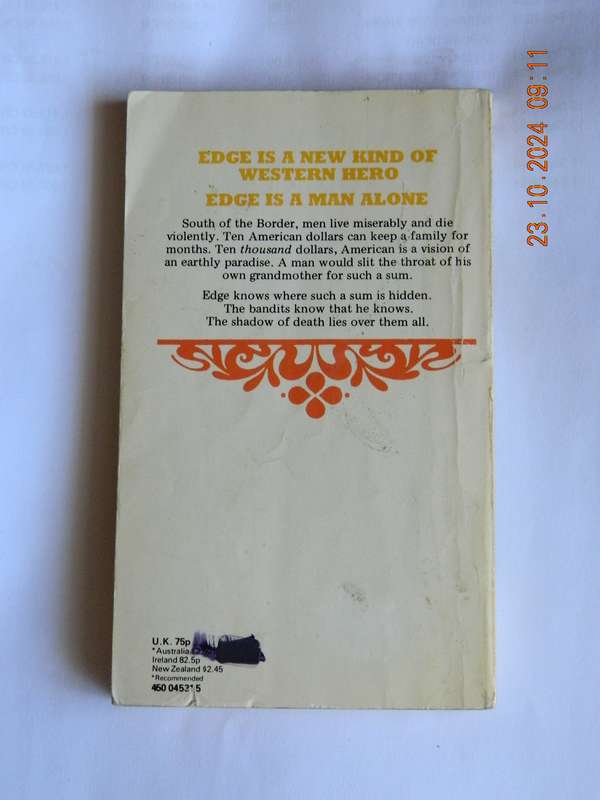 EDGE IS A NEW KIND OF
WESTERN HERO
EDGE IS A MAN ALONE
South of the Border, men live miserably and die
violently. Ten American dollars can keep a family for
months. Ten thousand dollars, American is a vision of
an earthly paradise. A man would slit the throat of his
own grandmother for such a sum.
Edge knows where such a sum is hidden.
The bandits know that he knows.
The shadow of death lies over them all.
U.K. 75p
*Australia
Ireland 82.5p
New Zealand $2.45
*Recommended
450 04531 5
23.10.2024 09:11